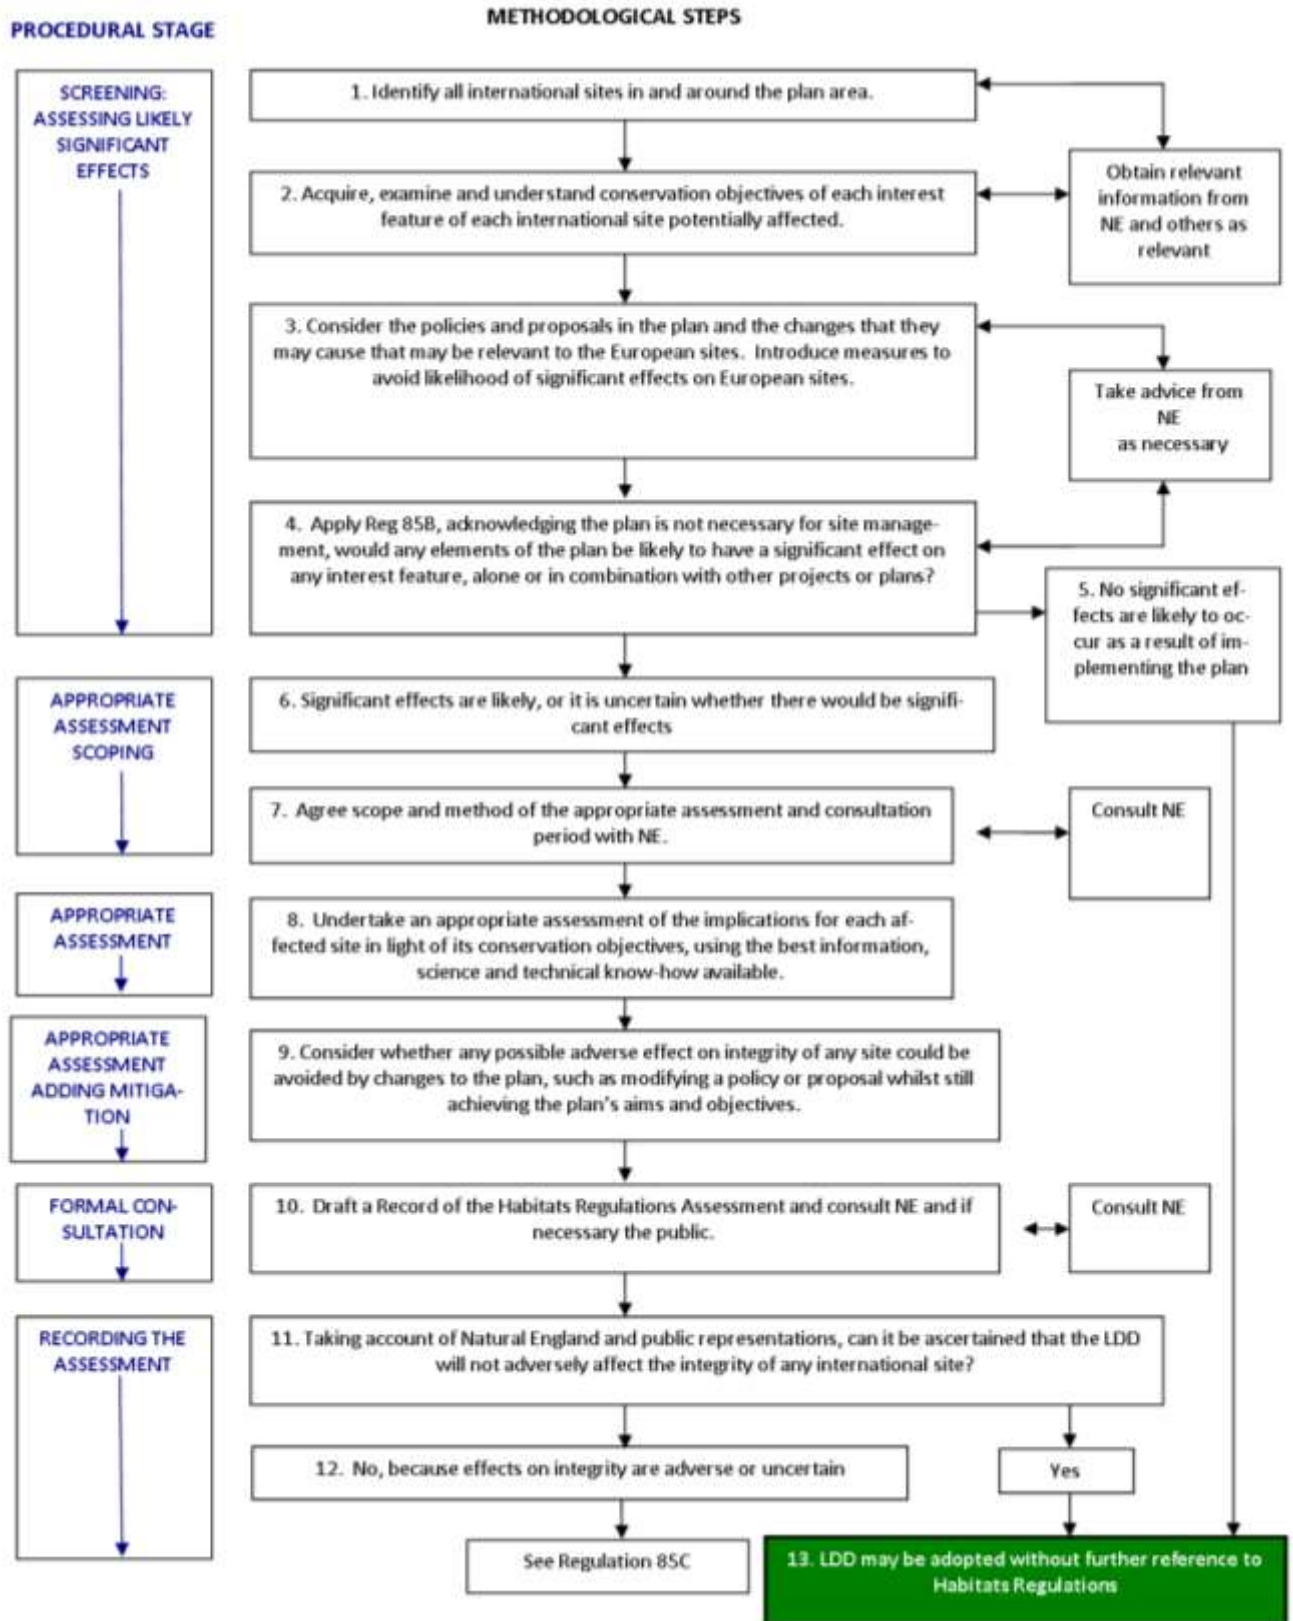 METHODOLOGICAL STEPS
PROCEDURAL STAGE
SCREENING:
ASSESSING LIKELY
SIGNIFICANT
EFFECTS
1. Identify all international sites in and around the plan area.
Obtain relevant
information from
NE and others as
relevant
2. Acquire, examine and understand conservation objectives of each interest
feature of each international site potentially affected.
3. Consider the policies and proposals in the plan and the changes that they
may cause that may be relevant to the European sites. Introduce measures to
avoid likelihood of significant effects on European sites.
Take advice from
NE
as necessary
4. Apply Reg 85B, acknowledging the plan is not necessary for site manage-
ment, would any elements of the plan be likely to have a significant effect on
any interest feature, alone or in combination with other projects or plans?
5. No significant ef-
fects are likely to oc-
cur as a result of im-
plementing the plan
APPROPRIATE
ASSESSMENT
SCOPING
6. Significant effects are likely, or it is uncertain whether there would be signifi-
cant effects
7. Agree scope and method of the appropriate assessment and consultation
period with NE.
Consult NE
APPROPRIATE
ASSESSMENT
8. Undertake an appropriate assessment of the implications for each af-
fected site in light of its conservation objectives, using the best information,
science and technical know-how available.
APPROPRIATE
ASSESSMENT
ADDING MITIGA-
TION
9. Consider whether any possible adverse effect on integrity of any site could be
avoided by changes to the plan, such as modifying a policy or proposal whilst still
achieving the plan's aims and objectives.
FORMAL CON-
SULTATION
10. Draft a Record of the Habitats Regulations Assessment and consult NE and if
necessary the public.
Consult NE
RECORDING THE
ASSESSMENT
11. Taking account of Natural England and public representations, can it be ascertained that the LDD
will not adversely affect the integrity of any international site?
12. No, because effects on integrity are adverse or uncertain
Yes
See Regulation 85C
13. LDD may be adopted without further reference to
Habitats Regulations